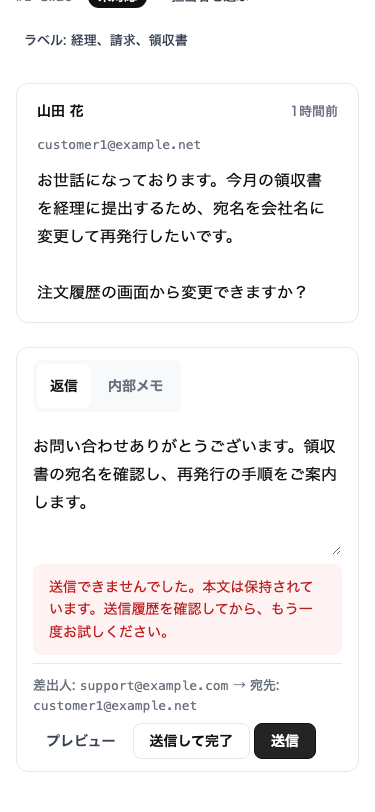 ラベル: 経理、請求、領収書
山田 花
1時間前
customer1@example.net
お世話になっております。今月の領収書
を経理に提出するため、宛名を会社名に
変更して再発行したいです。
注文履歴の画面から変更できますか？
返信
内部メモ
お問い合わせありがとうございます。領収
書の宛名を確認し、再発行の手順をご案内
します。
送信できませんでした。本文は保持されて
います。送信履歴を確認してから、もう一
度お試しください。
差出人: support@example.com → 宛先:
customer1@example.net
プレビュー
送信して完了
送信